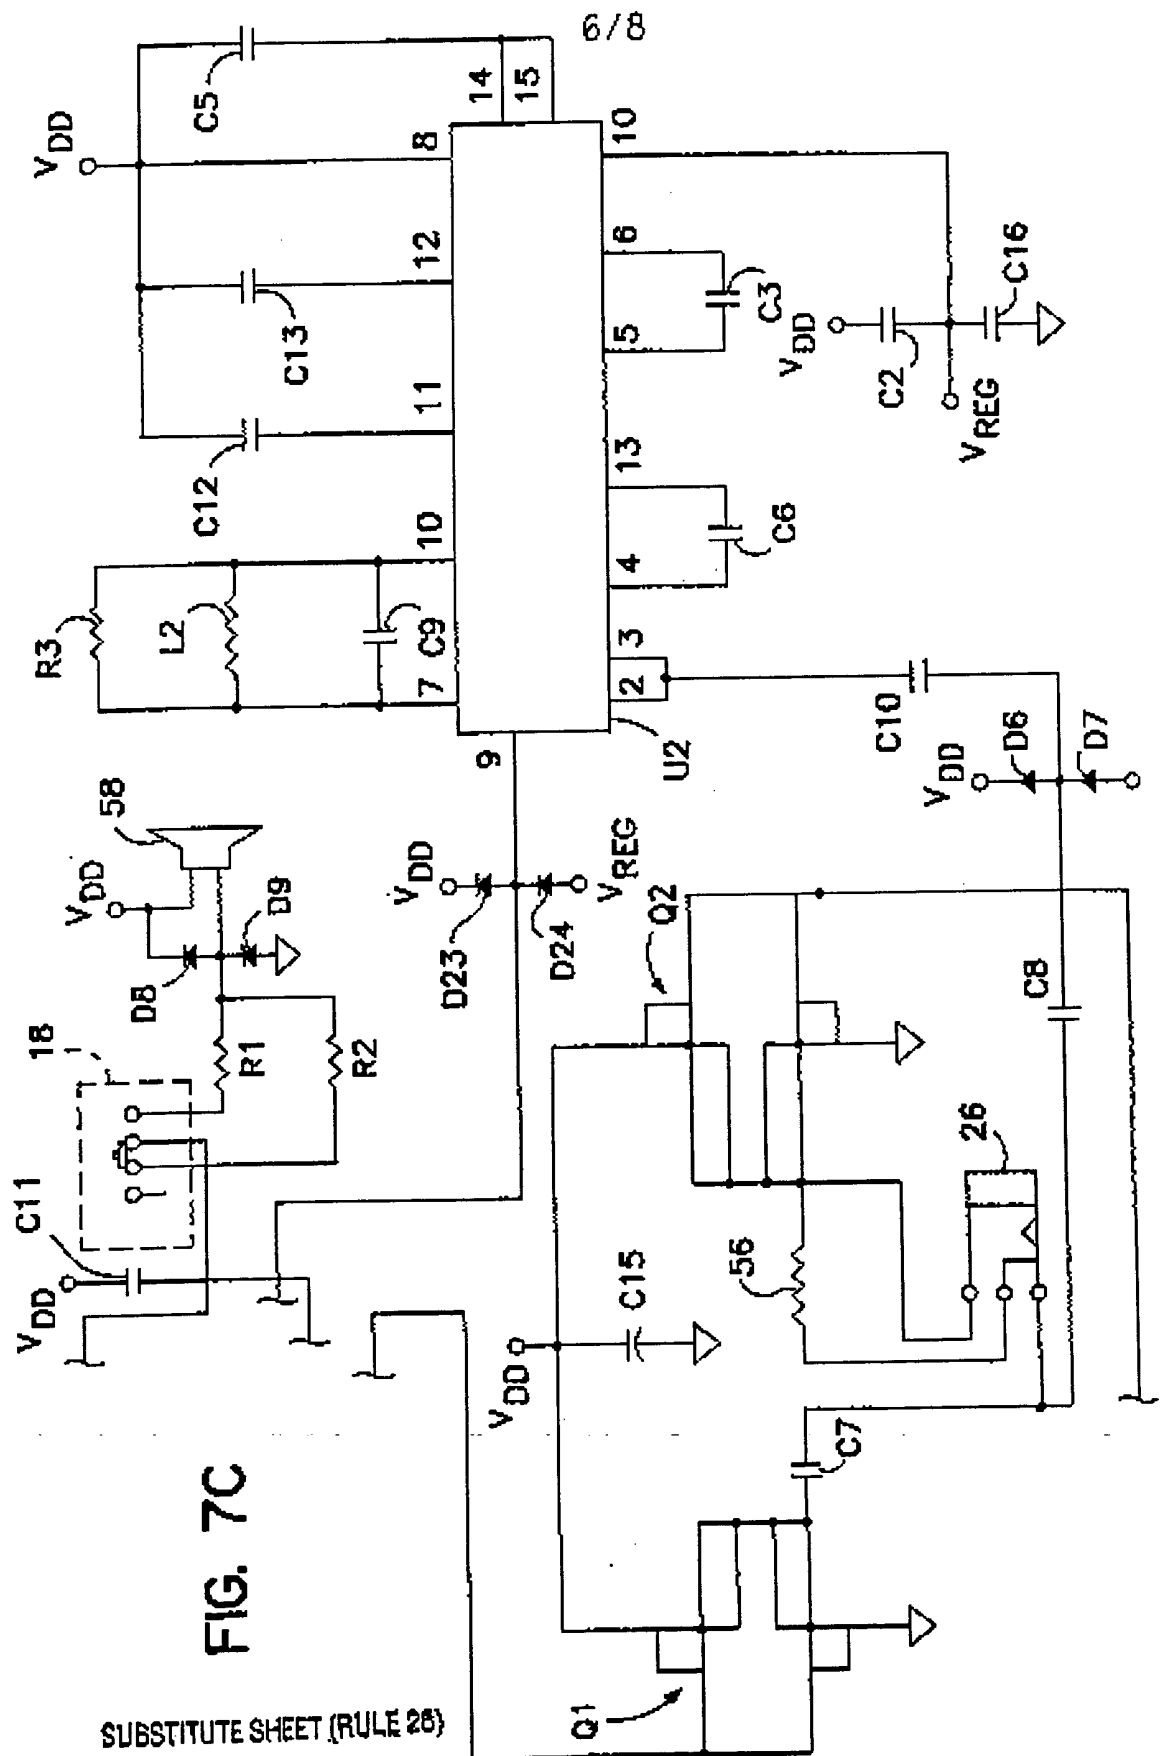 6/8
FIG. 7C
SUBSTITUTE SHEET (RULE 26)
VDD
C5
14
15
8
12
11
10
C13
C12
R3
L2
C9
7
9
U2
2
3
4
13
5
6
10
C6
C3
VDD
C2
C16
VREG
C10
VDD
D6
D7
C8
58
VDD
D8
D9
18
R1
R2
C11
VDD
VDD
D23
D24
VREG
Q2
26
56
C15
VDD
C7
Q1